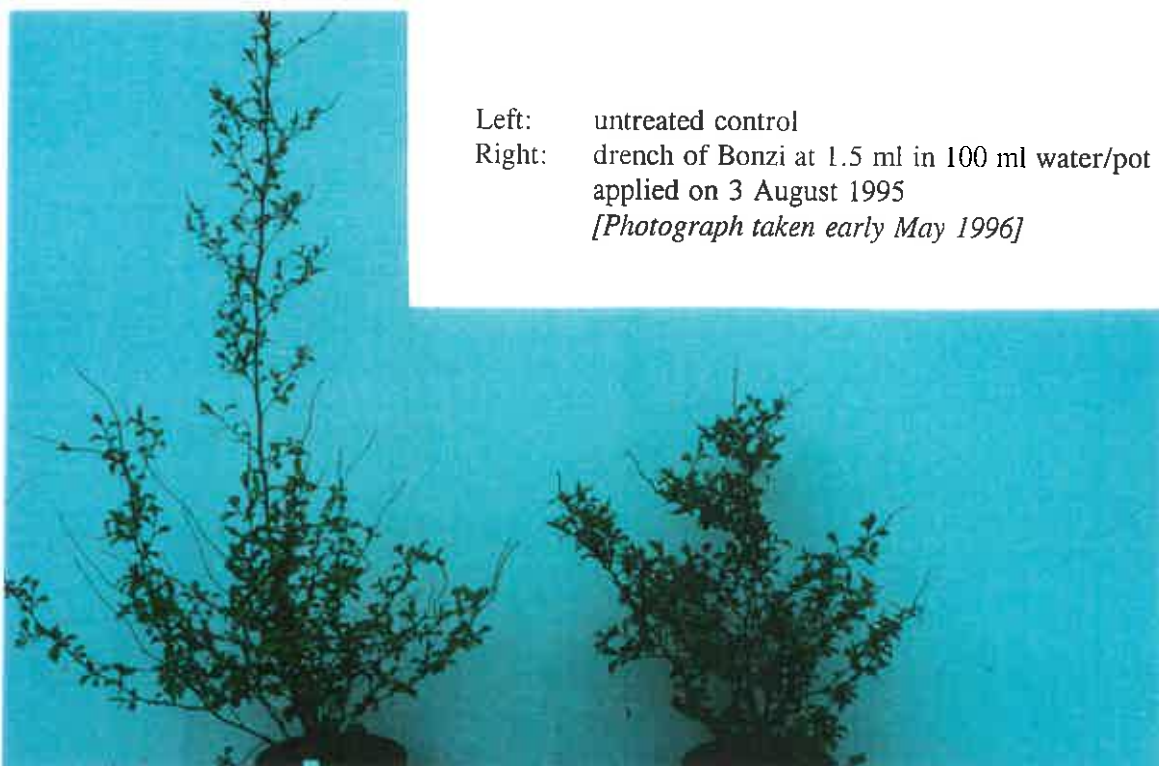 Left: untreated control
Right: drench of Bonzi at 1.5 ml in 100 ml water/pot
applied on 3 August 1995
[Photograph taken early May 1996]